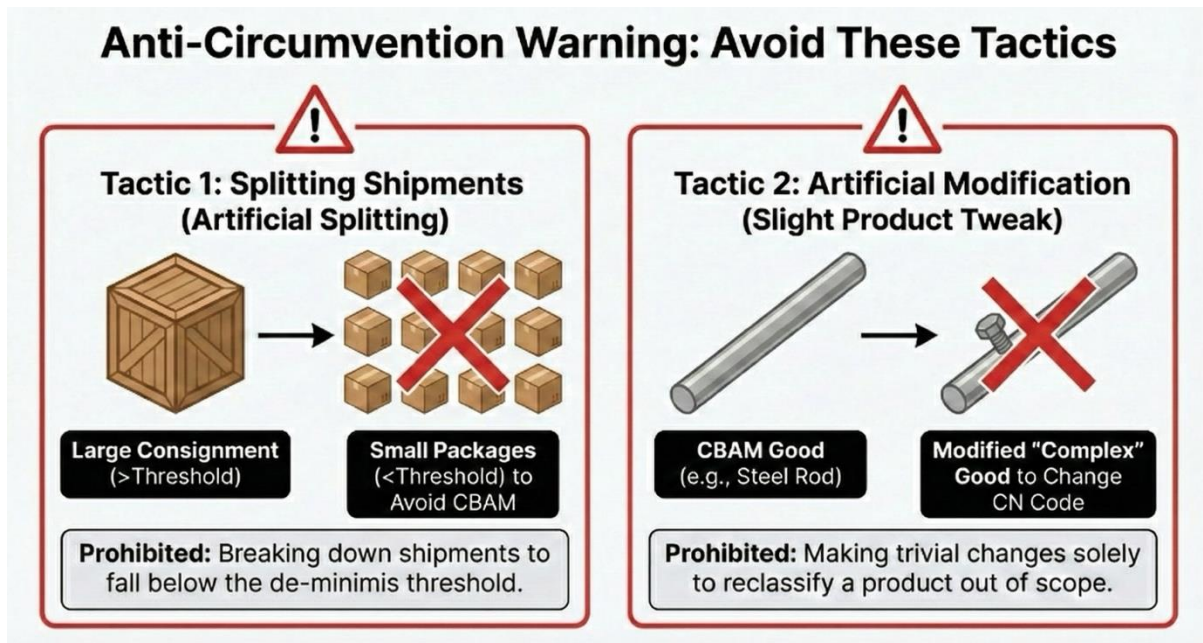 Anti-Circumvention Warning: Avoid These Tactics
!
Tactic 1: Splitting Shipments
(Artificial Splitting)
Large Consignment
(>Threshold)
Small Packages
(<Threshold) to
Avoid CBAM
Prohibited: Breaking down shipments to
fall below the de-minimis threshold.
!
Tactic 2: Artificial Modification
(Slight Product Tweak)
CBAM Good
(e.g., Steel Rod)
Modified “Complex”
Good to Change
CN Code
Prohibited: Making trivial changes solely
to reclassify a product out of scope.